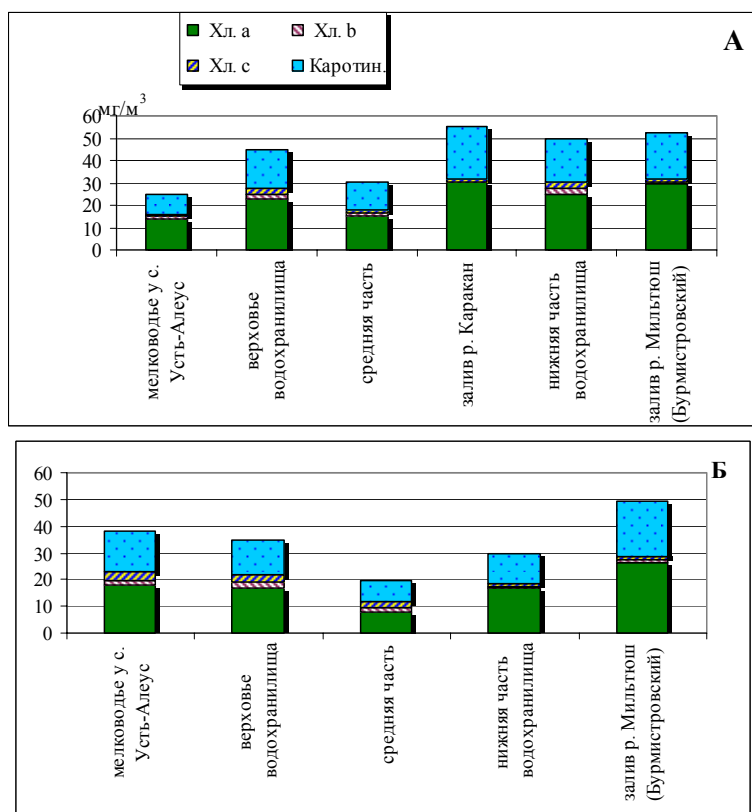 Хл. a
Хл. b
Хл. c
Каротин.
А
мг/м³
60
50
40
30
20
10
0
мелководье у с.
Усть-Алеус
верховье
водохранилища
средняя часть
залив р. Каракан
нижняя часть
водохранилища
залив р. Мильтюш
(Бурмистровский)
Б
60
50
40
30
20
10
0
мелководье у с.
Усть-Алеус
верховье
водохранилища
средняя часть
нижняя часть
водохранилища
залив р. Мильтюш
(Бурмистровский)